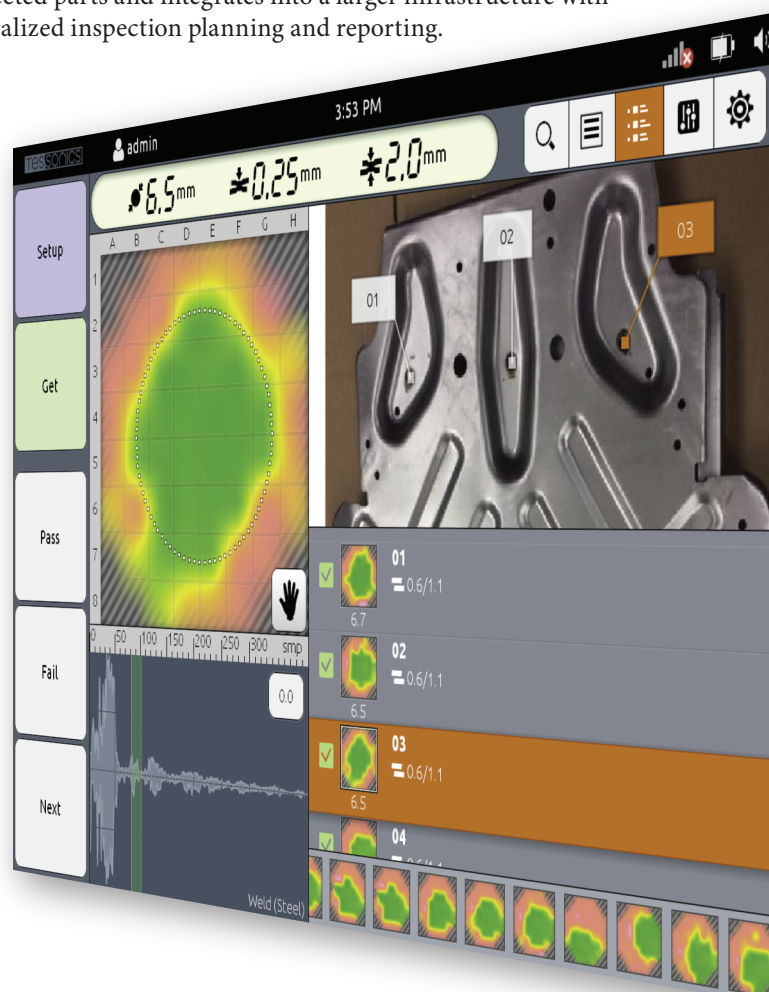 cted parts and integrates into a larger infrastructure with
ralized inspection planning and reporting.
3:53 PM
Tessonics
admin
6.5mm
0.25mm
2.0mm
Setup
Get
Pass
Fail
Next
A B C D E F G H
1
2
3
4
5
6
7
8
01
02
03
0 50 100 150 200 250 300 smp
0.0
Weld (Steel)
01
0.6/1.1
6.7
02
0.6/1.1
6.5
03
0.6/1.1
6.5
04